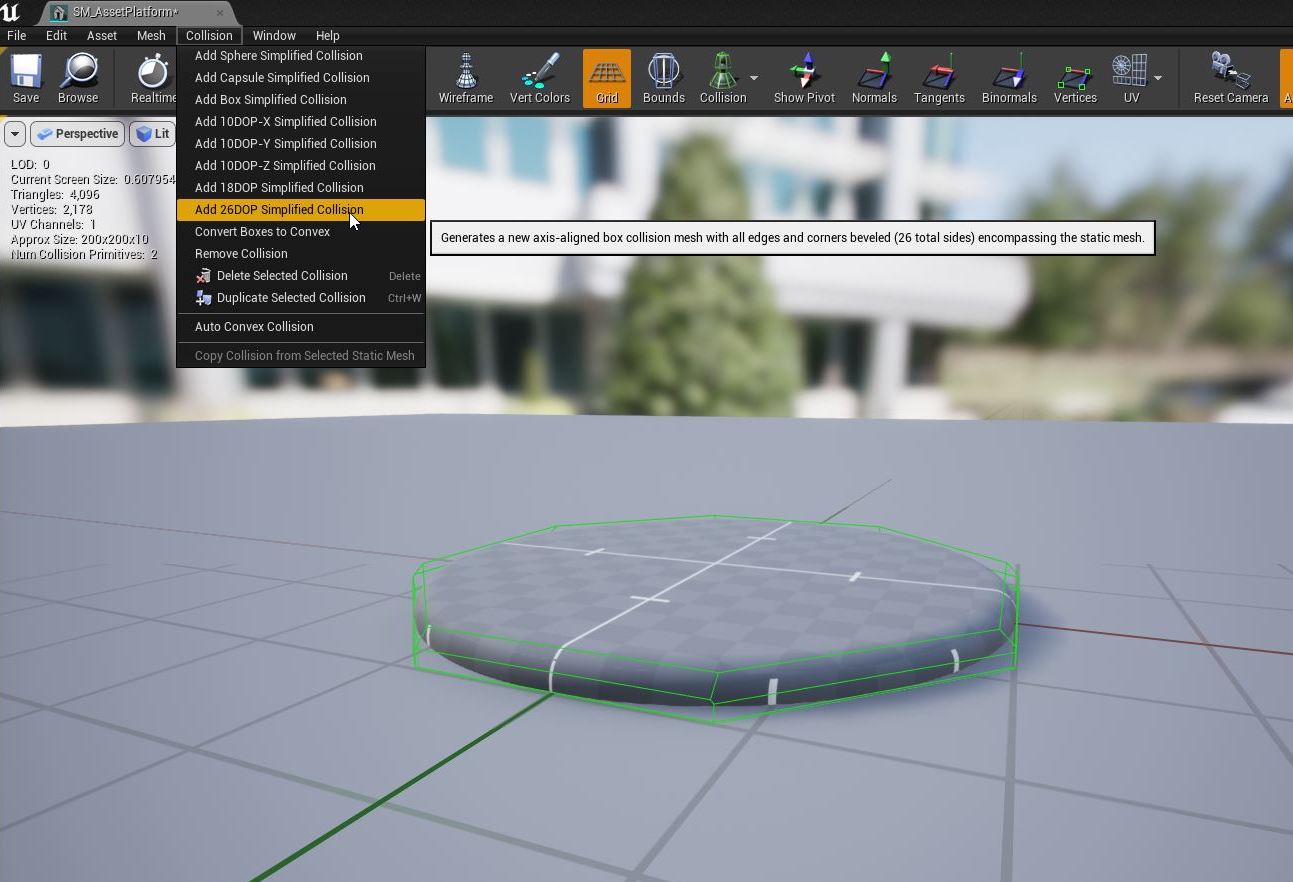 SM_AssetPlatform*
File Edit Asset Mesh Collision Window Help
Save Browse Realtime Wireframe Vert Colors Grid Bounds Collision Show Pivot Normals Tangents Binormals Vertices UV Reset Camera
Add Sphere Simplified Collision
Add Capsule Simplified Collision
Add Box Simplified Collision
Add 10DOP-X Simplified Collision
Add 10DOP-Y Simplified Collision
Add 10DOP-Z Simplified Collision
Add 18DOP Simplified Collision
Add 26DOP Simplified Collision
Convert Boxes to Convex
Remove Collision
Delete Selected Collision Delete
Duplicate Selected Collision Ctrl+W
Auto Convex Collision
Copy Collision from Selected Static Mesh
Generates a new axis-aligned box collision mesh with all edges and corners beveled (26 total sides) encompassing the static mesh.
Perspective Lit
LOD: 0
Current Screen Size: 0.607954
Triangles: 4,096
Vertices: 2,178
UV Channels: 1
Approx Size: 200x200x10
Num Collision Primitives: 2